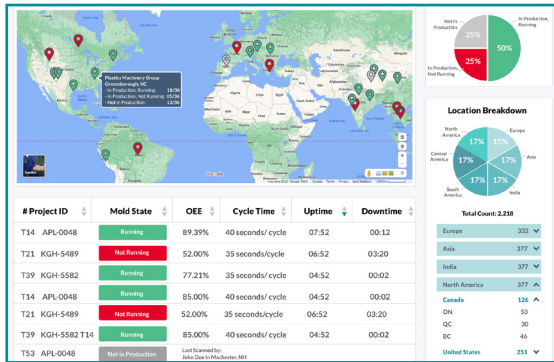 Plastics Machinery Group
Greensborough, NC
-In Production, Running: 18/36
-In Production, Not Running: 05/36
-Not in Production: 13/36
Not in
Production
In Production,
Running
25%
50%
25%
In Production,
Not Running
Location Breakdown
North
America
Europe
17%
15%
Central
America
17%
17%
Asia
17%
17%
South
America
India
Total Count: 2,218
Europe 333
Asia 377
India 377
North America 377
Canada 126
ON 50
QC 30
EC 46
United States 251
# Project ID Mold State OEE Cycle Time Uptime Downtime
T14 APL-0048 Running 89.39% 40 seconds/ cycle 07:52 00:12
T21 KGH-5489 Not Running 52.00% 35 seconds/ cycle 06:52 03:20
T39 KSH-5582 Running 77.21% 35 seconds/ cycle 04:52 00:02
T14 APL-0048 Running 85.00% 40 seconds/ cycle 04:52 00:02
T21 KGH-5489 Not Running 52.00% 35 seconds/cycle 06:52 03:20
T39 KGH-5582 T14 Running 85.00% 40 seconds/ cycle 04:52 00:02
T53 APL-0048 Not in Production Last Scanned by:
John Doe in Machester, NH